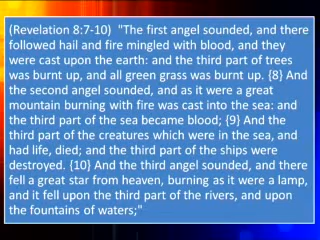 (Revelation 8:7-10)  "The first angel sounded, and there
followed hail and fire mingled with blood, and they
were cast upon the earth: and the third part of trees
was burnt up, and all green grass was burnt up. {8} And
the second angel sounded, and as it were a great
mountain burning with fire was cast into the sea: and
the third part of the sea became blood; {9} And the
third part of the creatures which were in the sea, and
had life, died; and the third part of the ships were
destroyed. {10} And the third angel sounded, and there
fell a great star from heaven, burning as it were a lamp,
and it fell upon the third part of the rivers, and upon
the fountains of waters;"